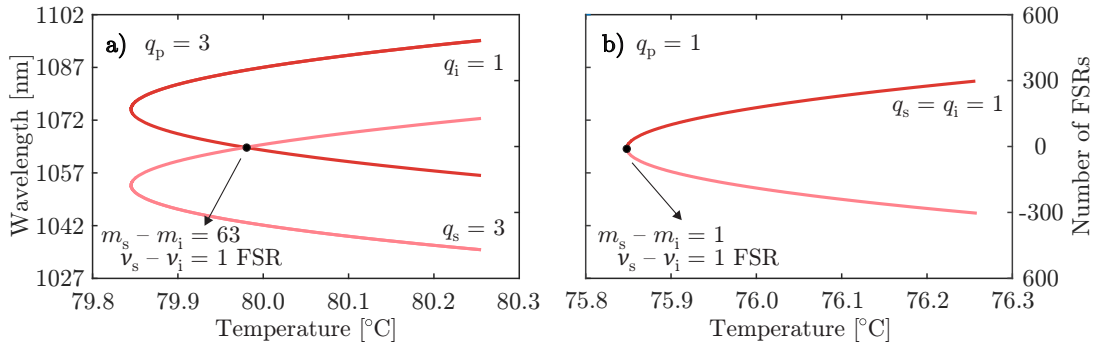 a) q_p = 3
Wavelength [nm]
1102
1087
1072
1057
1042
1027
q_i = 1
q_s = 3
m_s – m_i = 63
ν_s – ν_i = 1 FSR
79.8 79.9 80.0 80.1 80.2 80.3
Temperature [°C]
b) q_p = 1
q_s = q_i = 1
m_s – m_i = 1
ν_s – ν_i = 1 FSR
600
300
0
-300
600
Number of FSRs
75.8 75.9 76.0 76.1 76.2 76.3
Temperature [°C]